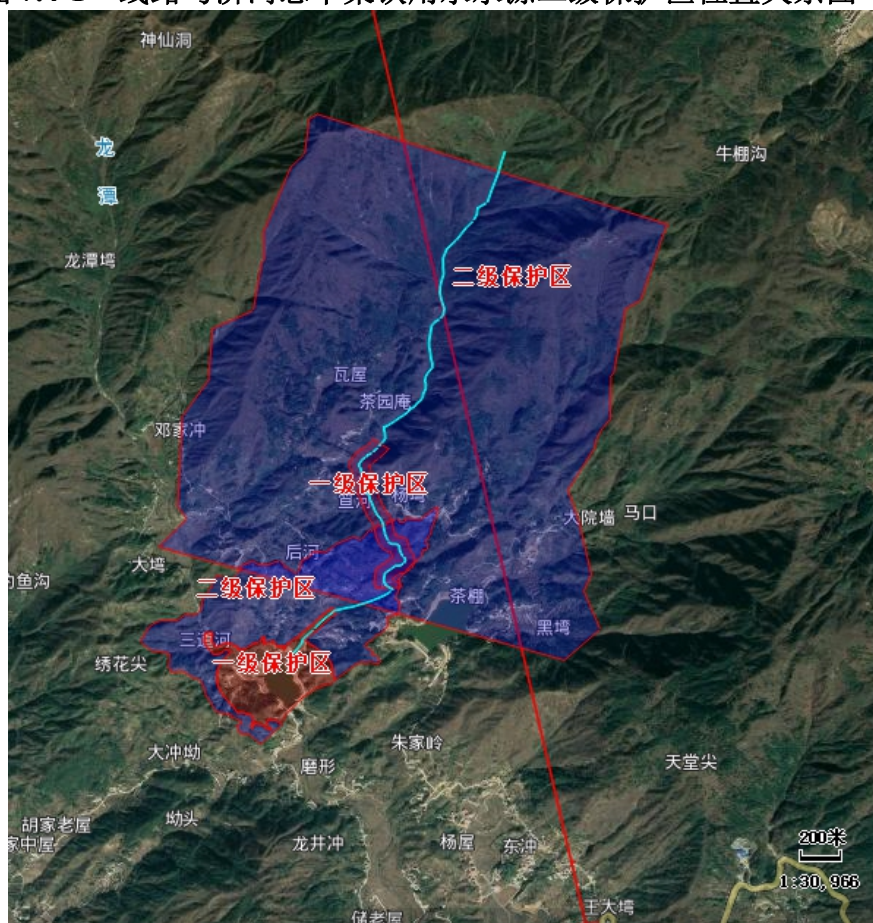 神仙洞
龙
潭
牛棚沟
龙潭塆
二级保护区
瓦屋
茶园庵
邓家冲
一级保护区
大院墙
马口
后河
大塆
钓鱼沟
二级保护区
茶棚
黑塆
绣花尖
一级保护区
朱家岭
大冲坳
磨形
天堂尖
胡家老屋
坳头
家中屋
龙井冲
杨屋
东冲
200米
1:30,966
储老屋
王大塆